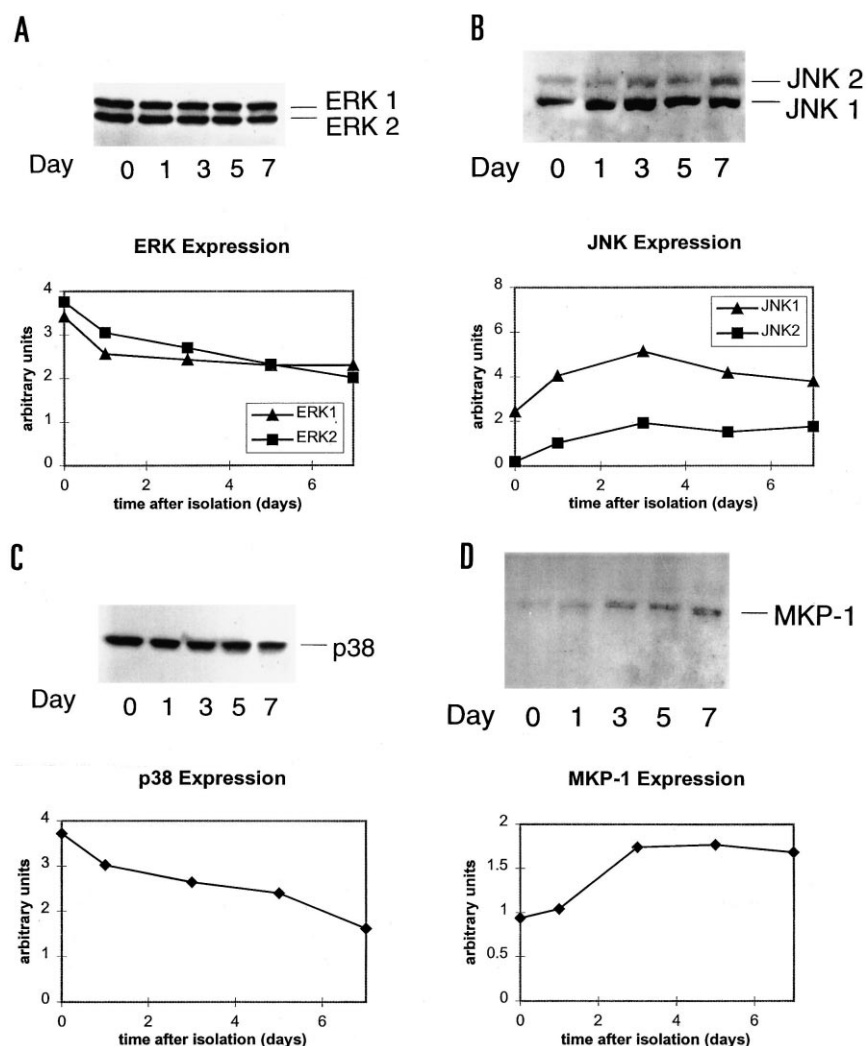 A
ERK 1
ERK 2
Day 0 1 3 5 7
ERK Expression
4
3
2
1
0
arbitrary units
ERK1
ERK2
0 2 4 6
time after isolation (days)
B
JNK 2
JNK 1
Day 0 1 3 5 7
JNK Expression
8
6
4
2
0
arbitrary units
JNK1
JNK2
0 2 4 6
time after isolation (days)
C
p38
Day 0 1 3 5 7
p38 Expression
4
3
2
1
0
arbitrary units
0 2 4 6
time after isolation (days)
D
MKP-1
Day 0 1 3 5 7
MKP-1 Expression
2
1.5
1
0.5
0
arbitrary units
0 2 4 6
time after isolation (days)